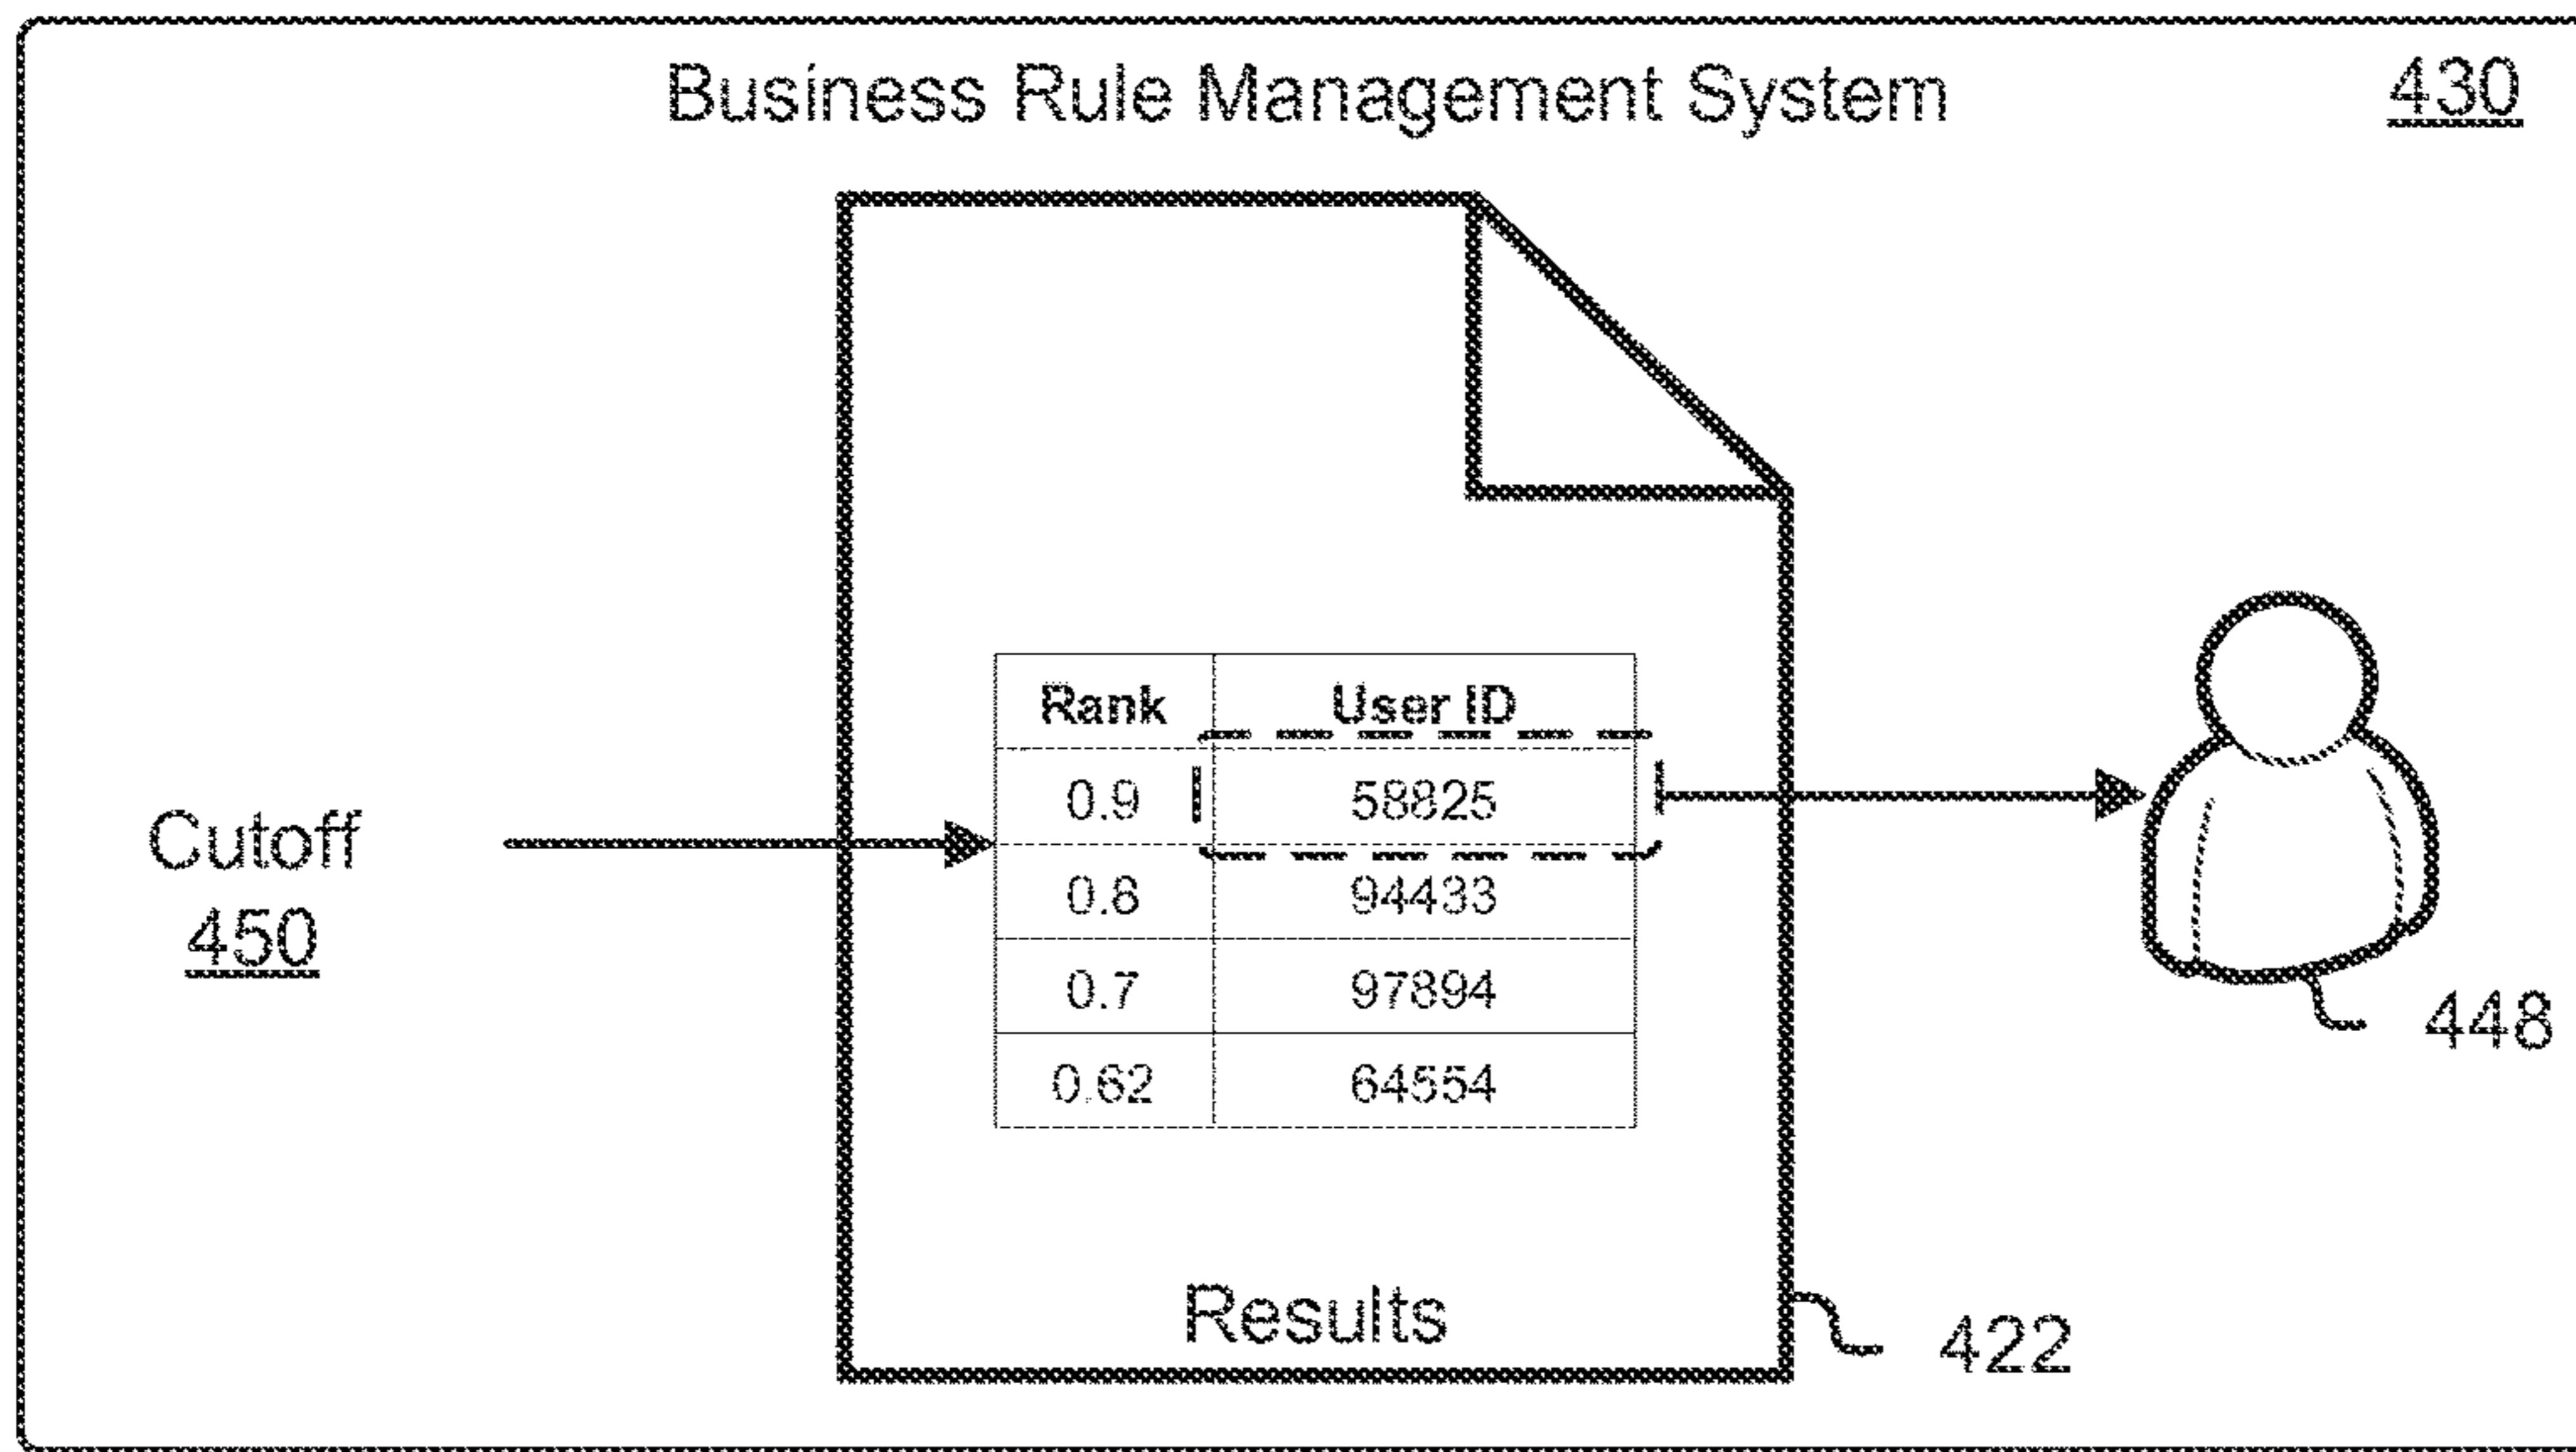 Business Rule Management System 430
Rank User ID
0.9 58825
0.8 94433
0.7 97894
0.62 64554
Cutoff
450
448
Results
422